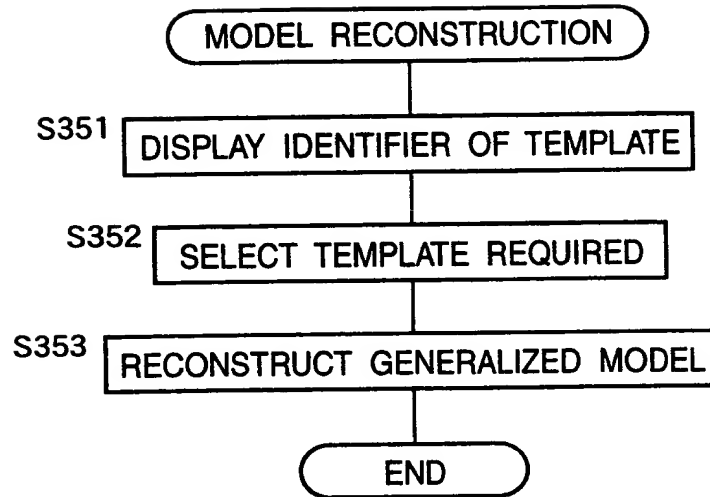 MODEL RECONSTRUCTION
S351
DISPLAY IDENTIFIER OF TEMPLATE
S352
SELECT TEMPLATE REQUIRED
S353
RECONSTRUCT GENERALIZED MODEL
END